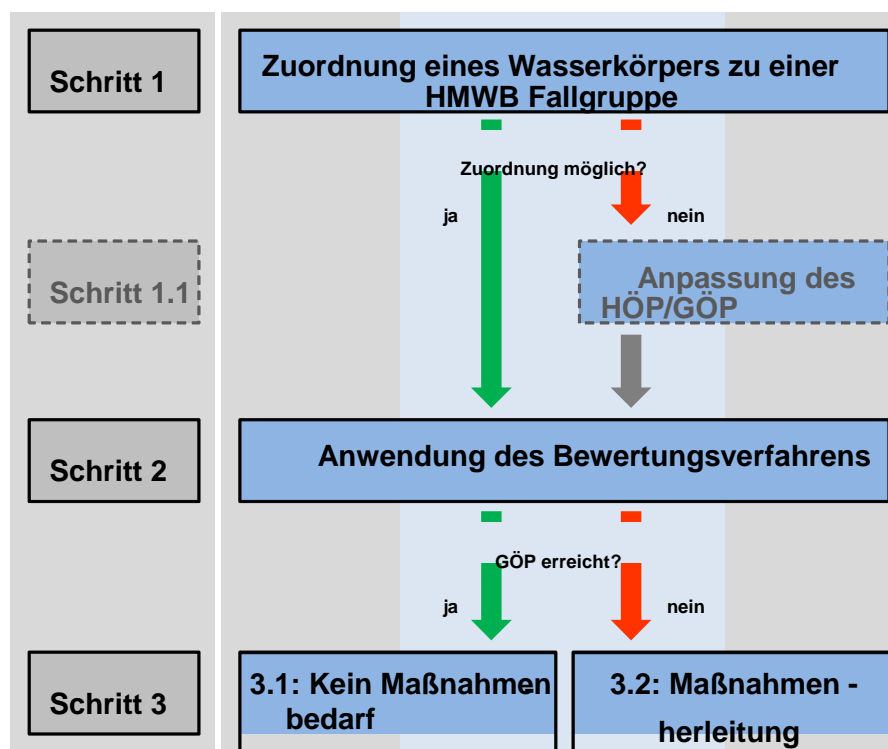 Schritt 1
Zuordnung eines Wasserkörpers zu einer
HMWB Fallgruppe
Zuordnung möglich?
ja
nein
Schritt 1.1
Anpassung des
HÖP/GÖP
Schritt 2
Anwendung des Bewertungsverfahrens
GÖP erreicht?
ja
nein
Schritt 3
3.1: Kein Maßnahmen-
bedarf
3.2: Maßnahmen -
herleitung